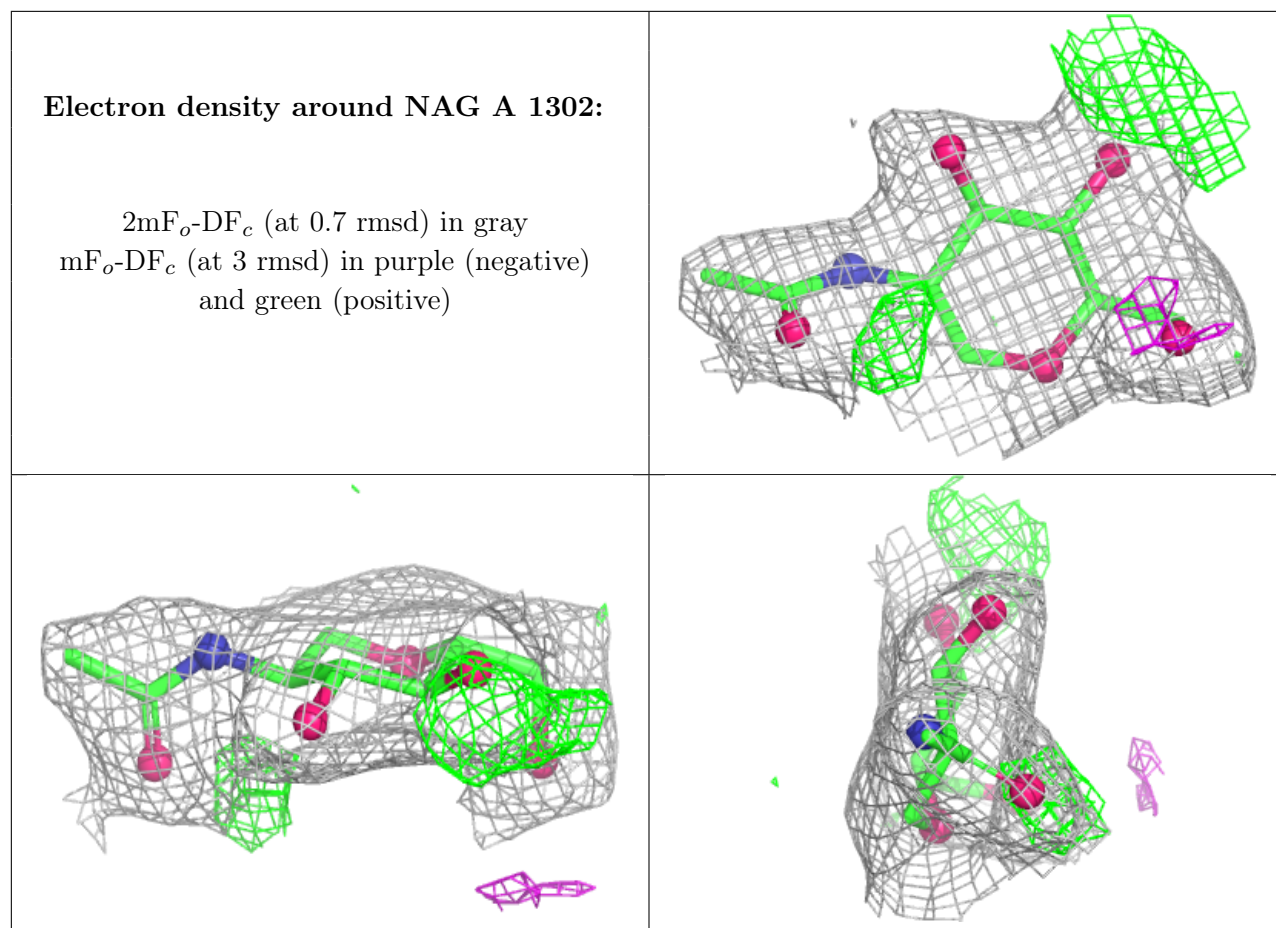 Electron density around NAG A 1302:
2mFo-DFc (at 0.7 rmsd) in gray
mFo-DFc (at 3 rmsd) in purple (negative)
and green (positive)